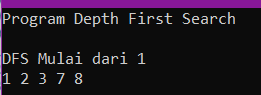 Program Depth First Search
DFS Mulai dari 1
1 2 3 7 8